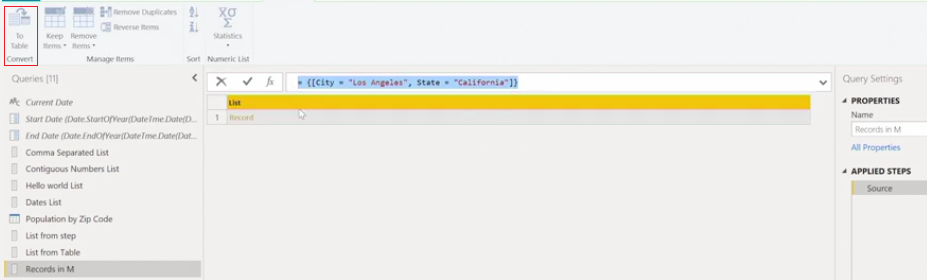 To Table
Convert
Keep Items
Remove Items
Remove Duplicates
Reverse Items
Manage Items
Sort
Statistics
Numeric List
Queries [11]
= {[City = "Los Angeles", State = "California"]}
Query Settings
Current Date
Start Date (Date.StartOfYear(DateTime.Date(D...
End Date (Date.EndOfYear(DateTime.Date(Dat...
Comma Separated List
Contiguous Numbers List
Hello world List
Dates List
Population by Zip Code
List from step
List from Table
Records in M
List
1 Record
PROPERTIES
Name
Records in M
All Properties
APPLIED STEPS
Source